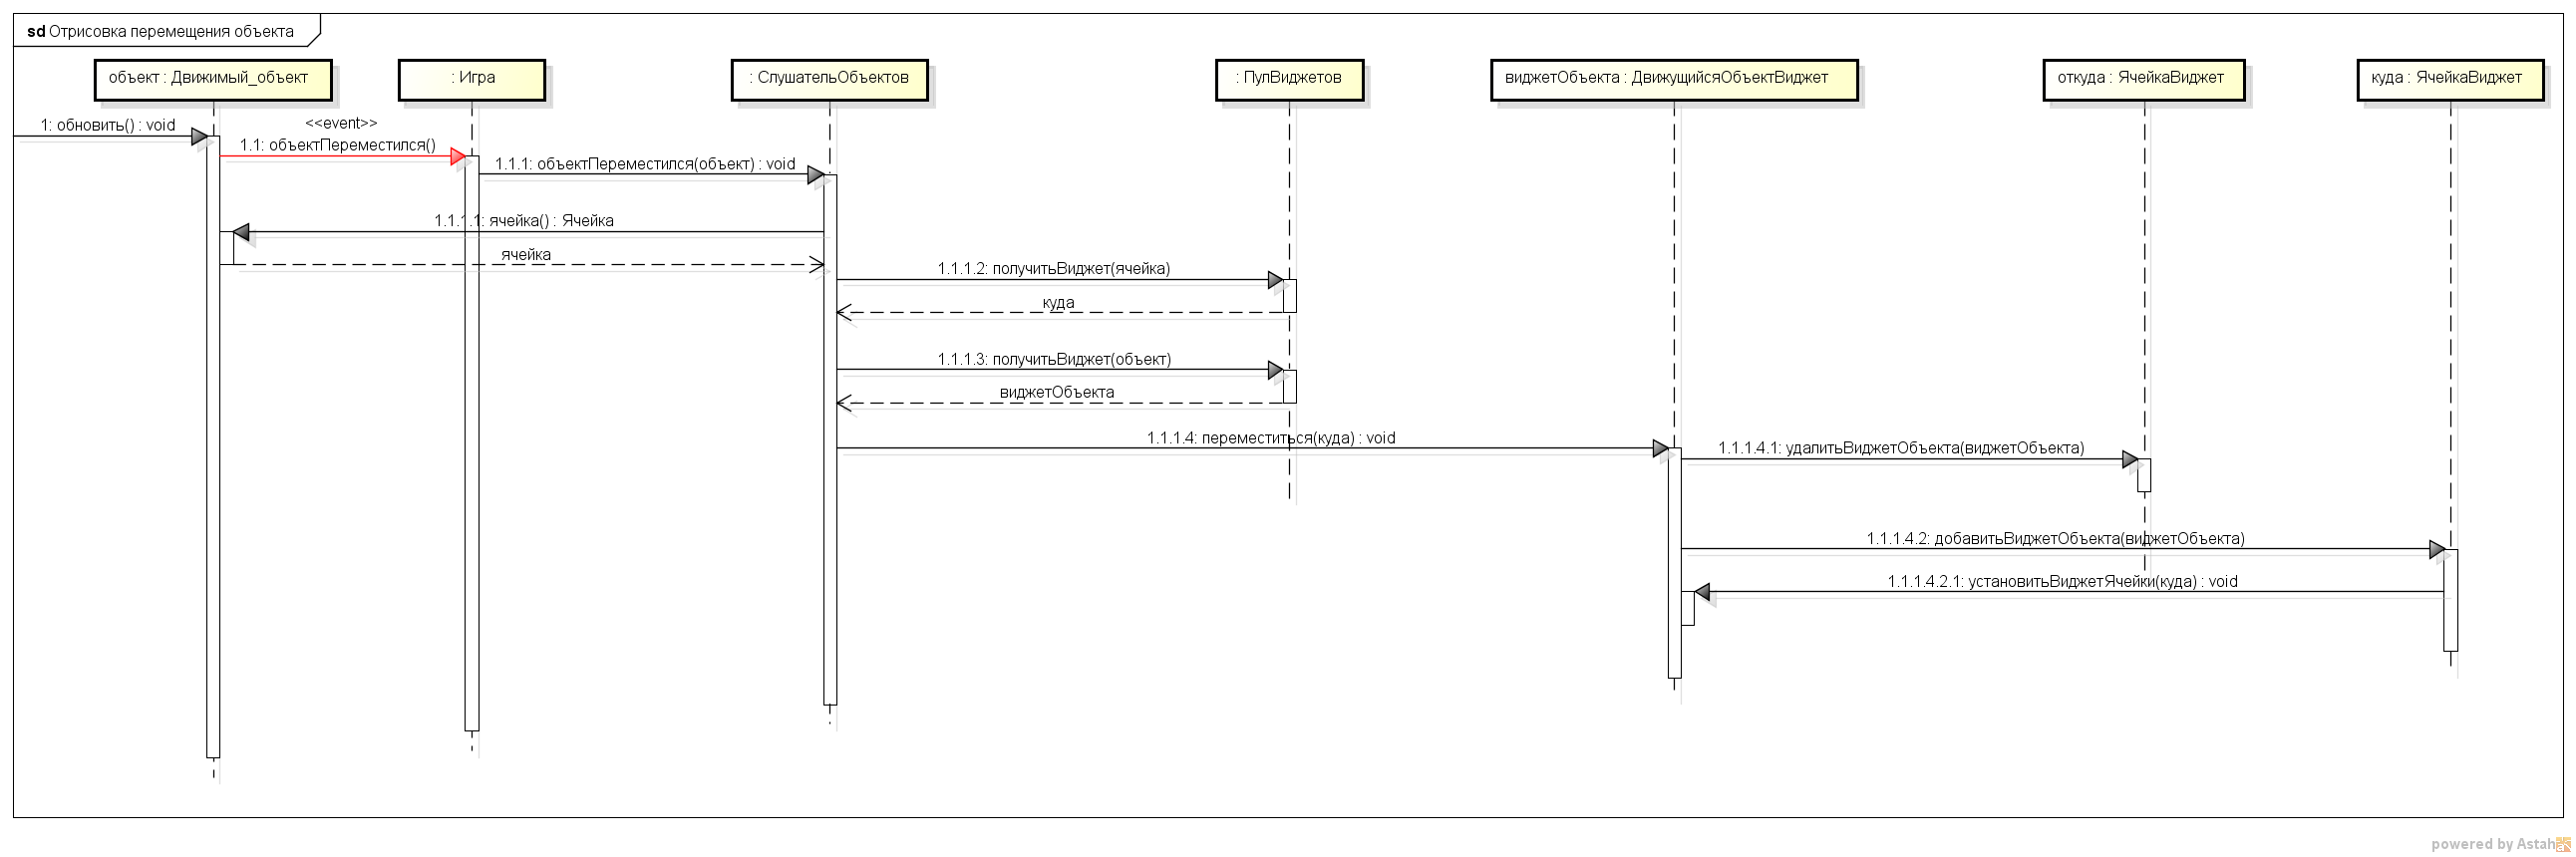 sd Отрисовка перемещения объекта
объект : Движимый_объект
: Игра
: СлушательОбъектов
: ПулВиджетов
виджетОбъекта : ДвижущийсяОбъектВиджет
откуда : ЯчейкаВиджет
куда : ЯчейкаВиджет
1: обновить() : void
<<event>>
1.1: объектПереместился()
1.1.1: объектПереместился(объект) : void
1.1.1.1: ячейка() : Ячейка
ячейка
1.1.1.2: получитьВиджет(ячейка)
куда
1.1.1.3: получитьВиджет(объект)
виджетОбъекта
1.1.1.4: переместиться(куда) : void
1.1.1.4.1: удалитьВиджетОбъекта(виджетОбъекта)
1.1.1.4.2: добавитьВиджетОбъекта(виджетОбъекта)
1.1.1.4.2.1: установитьВиджетЯчейки(куда) : void
powered by Astah